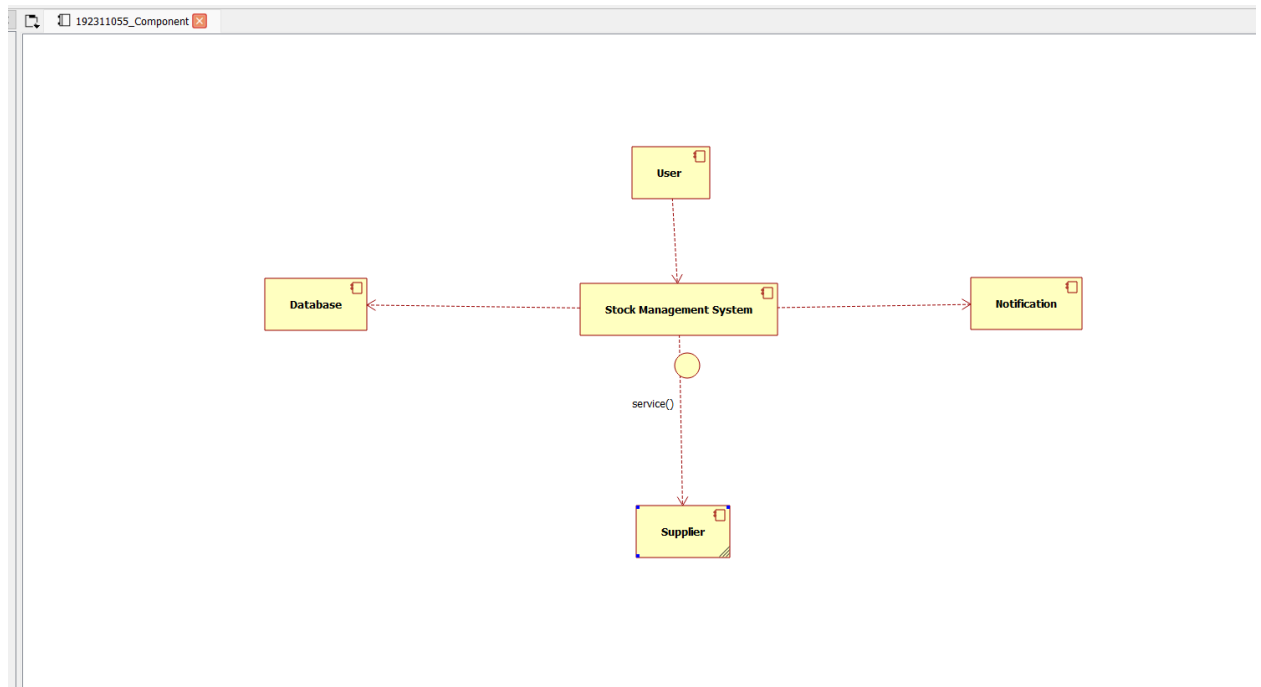 192311055_Component
User
Database
Stock Management System
Notification
service()
Supplier